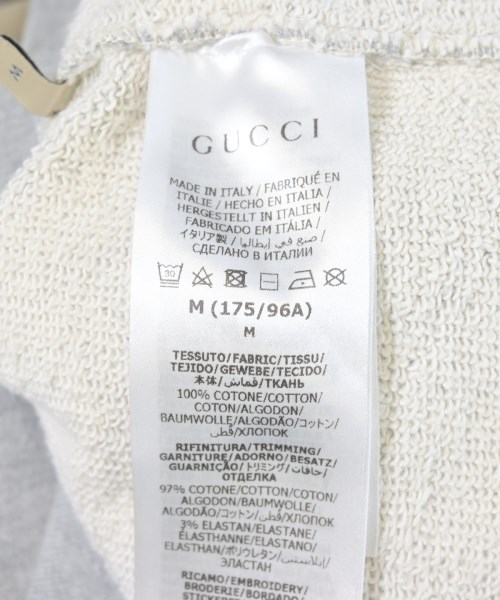 M
GUCCI
MADE IN ITALY / FABRIQUÉ EN
ITALIE / HECHO EN ITALIA /
HERGESTELLT IN ITALIEN /
FABRICADO EM ITÁLIA /
イタリア製 / صنع في إيطاليا /
СДЕЛАНО В ИТАЛИИ
30
M (175/96A)
M
TESSUTO/FABRIC/TISSU/
TEJIDO/GEWEBE/TECIDO/
本体/قماش/ТКАНЬ
100% COTONE/COTTON/
COTON/ALGODON/
BAUMWOLLE/ALGODÃO/コットン/
قطن/ХЛОПОК
RIFINITURA/TRIMMING/
GARNITURE/ADORNO/BESATZ/
GUARNIÇÃO/トリミング/حافات/
ОТДЕЛКА
97% COTONE/COTTON/COTON/
ALGODON/BAUMWOLLE/
ALGODÃO/コットン/قطن/ХЛОПОК
3% ELASTAN/ELASTANE/
ÉLASTHANNE/ELASTANO/
ELASTHAN/ポリウレタン/إيلاستين/
ЭЛАСТАН
RICAMO/EMBROIDERY/
BRODERIE/BORDADO/